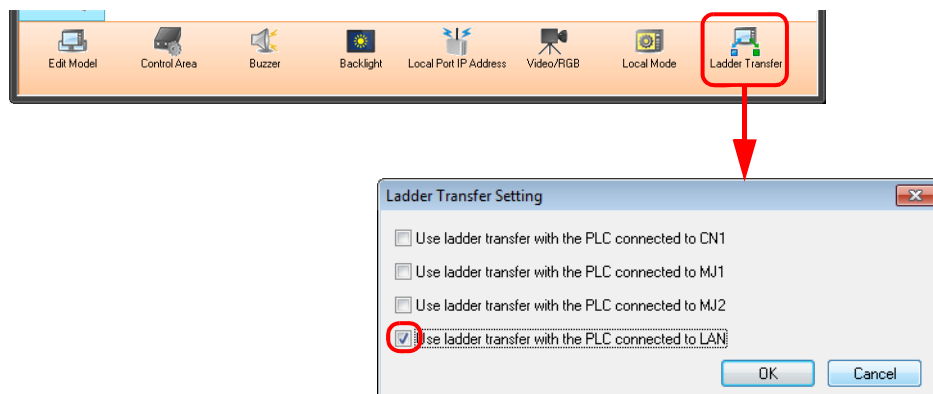 Edit Model Control Area Buzzer Backlight Local Port IP Address Video/RGB Local Mode Ladder Transfer
Ladder Transfer Setting
Use ladder transfer with the PLC connected to CN1
Use ladder transfer with the PLC connected to MJ1
Use ladder transfer with the PLC connected to MJ2
Use ladder transfer with the PLC connected to LAN
OK Cancel